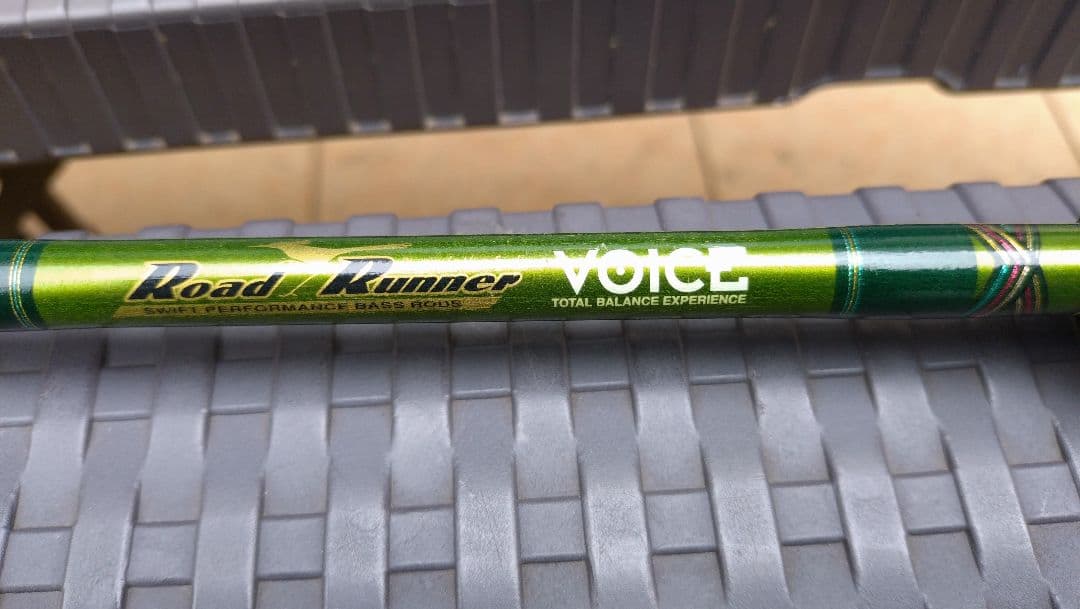 Road Runner
SWIFT PERFORMANCE BASS RODS
VOICE
TOTAL BALANCE EXPERIENCE